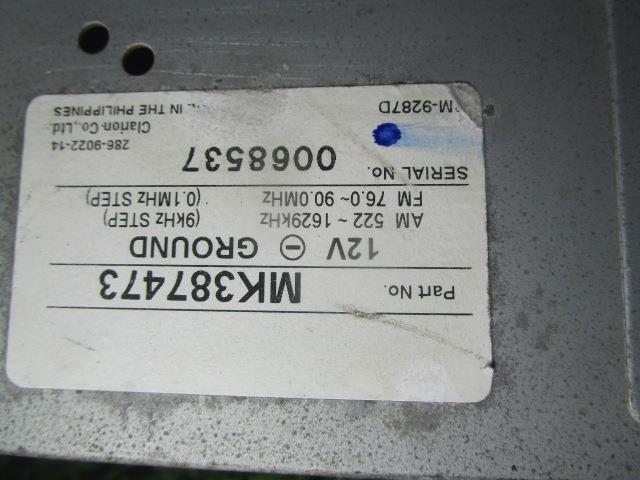 Part No. MK387473
12V ⊖ GROUND
AM 522 ~ 1629kHz (9kHz STEP)
FM 76.0 ~ 90.0MHz (0.1MHz STEP)
SERIAL No. 0068537
286-9022-14
Clarion Co., Ltd.
M-9287D IN THE PHILIPPINES